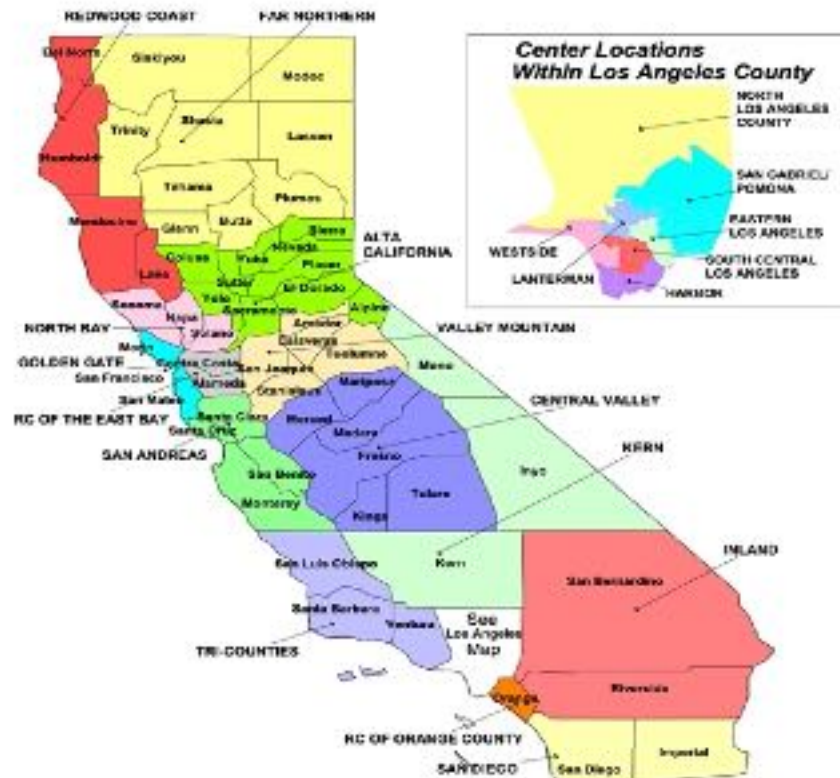 REDWOOD COAST
FAR NORTHERN
Del Norte
Siskiyou
Modoc
Trinity
Shasta
Lassen
Humboldt
Tehama
Plumas
Mendocino
Glenn
Butte
Sierra
Colusa
Nevada
ALTA
CALIFORNIA
Yuba
Placer
Lake
Sutter
Yolo
El Dorado
Sonoma
Napa
Sacramento
Alpine
NORTH BAY
Solano
Amador
Calaveras
VALLEY MOUNTAIN
Marin
Tuolumne
GOLDEN GATE
Contra Costa
San Joaquin
Mono
San Francisco
Alameda
Mariposa
San Mateo
Stanislaus
RC OF THE EAST BAY
Santa Clara
Merced
CENTRAL VALLEY
Santa Cruz
Madera
SAN ANDREAS
Fresno
KERN
San Benito
Inyo
Monterey
Tulare
Kings
INLAND
San Luis Obispo
Kern
San Bernardino
Santa Barbara
Ventura
See
Los Angeles
Map
TRI-COUNTIES
Orange
Riverside
RC OF ORANGE COUNTY
SAN DIEGO
San Diego
Imperial
Center Locations
Within Los Angeles County
NORTH
LOS ANGELES
COUNTY
SAN GABRIEL/
POMONA
EASTERN
LOS ANGELES
WESTSIDE
SOUTH CENTRAL
LOS ANGELES
LANTERMAN
HARBOR